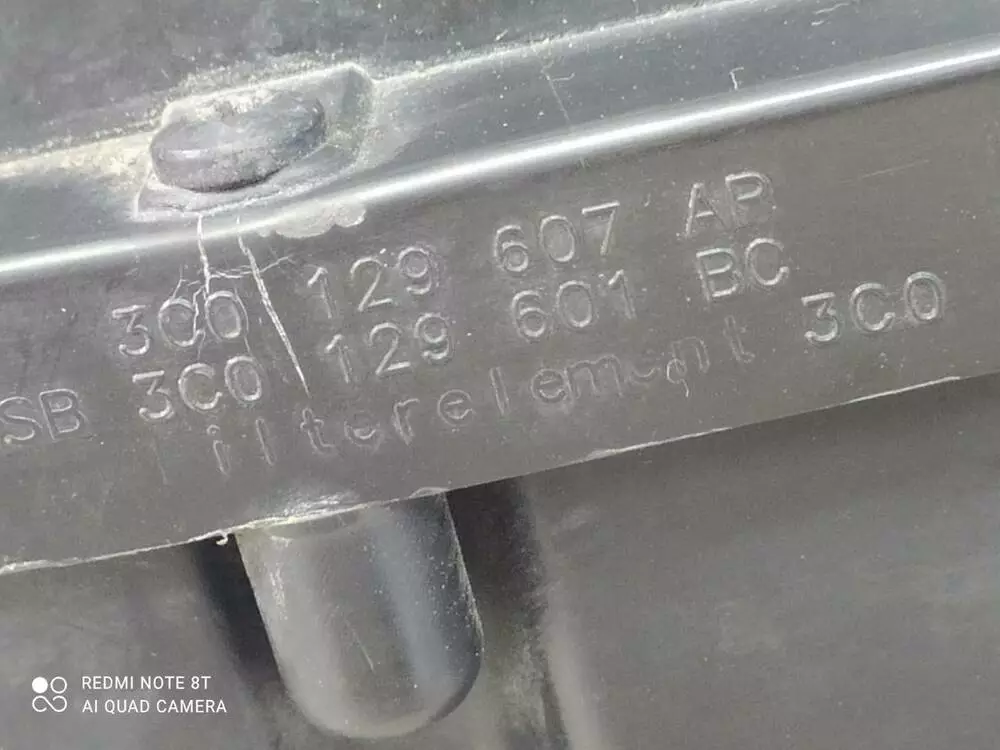 3C0 129 607 AP
SB 3C0 129 601 BC
ilterelement 3C0
REDMI NOTE 8T
AI QUAD CAMERA